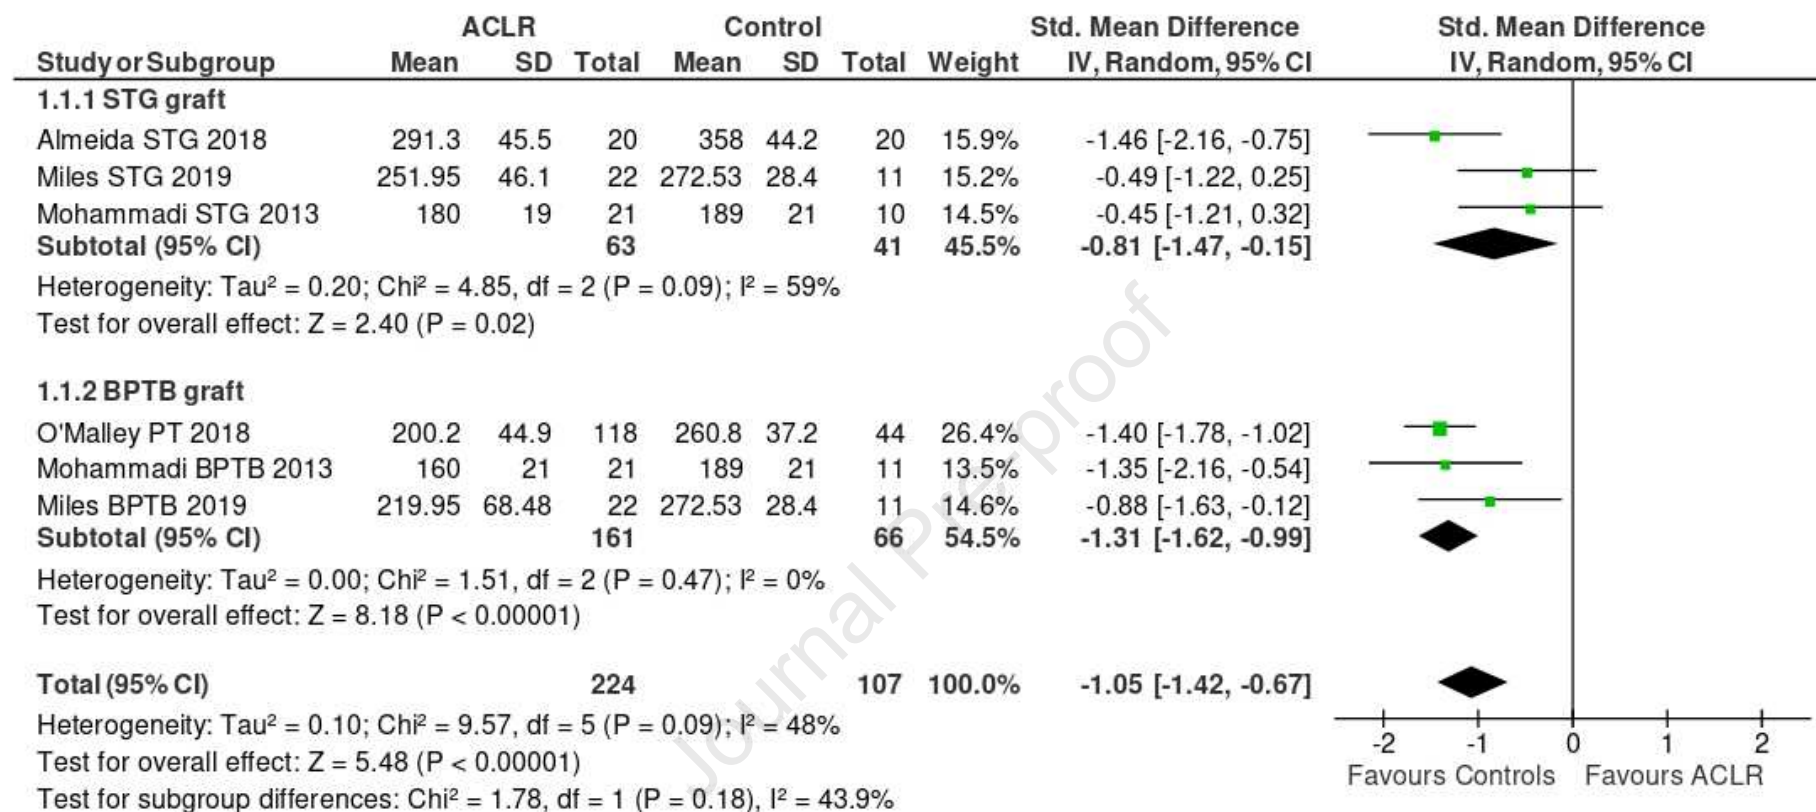 ACLR Control Std. Mean Difference Std. Mean Difference
Study or Subgroup Mean SD Total Mean SD Total Weight IV, Random, 95% CI IV, Random, 95% CI
1.1.1 STG graft
Almeida STG 2018 291.3 45.5 20 358 44.2 20 15.9% -1.46 [-2.16, -0.75]
Miles STG 2019 251.95 46.1 22 272.53 28.4 11 15.2% -0.49 [-1.22, 0.25]
Mohammadi STG 2013 180 19 21 189 21 10 14.5% -0.45 [-1.21, 0.32]
Subtotal (95% CI) 63 41 45.5% -0.81 [-1.47, -0.15]
Heterogeneity: Tau² = 0.20; Chi² = 4.85, df = 2 (P = 0.09); I² = 59%
Test for overall effect: Z = 2.40 (P = 0.02)
1.1.2 BPTB graft
O'Malley PT 2018 200.2 44.9 118 260.8 37.2 44 26.4% -1.40 [-1.78, -1.02]
Mohammadi BPTB 2013 160 21 21 189 21 11 13.5% -1.35 [-2.16, -0.54]
Miles BPTB 2019 219.95 68.48 22 272.53 28.4 11 14.6% -0.88 [-1.63, -0.12]
Subtotal (95% CI) 161 66 54.5% -1.31 [-1.62, -0.99]
Heterogeneity: Tau² = 0.00; Chi² = 1.51, df = 2 (P = 0.47); I² = 0%
Test for overall effect: Z = 8.18 (P < 0.00001)
Total (95% CI) 224 107 100.0% -1.05 [-1.42, -0.67]
Heterogeneity: Tau² = 0.10; Chi² = 9.57, df = 5 (P = 0.09); I² = 48%
Test for overall effect: Z = 5.48 (P < 0.00001)
Test for subgroup differences: Chi² = 1.78, df = 1 (P = 0.18), I² = 43.9%
-2 -1 0 1 2
Favours Controls Favours ACLR
Journal Pre-proof